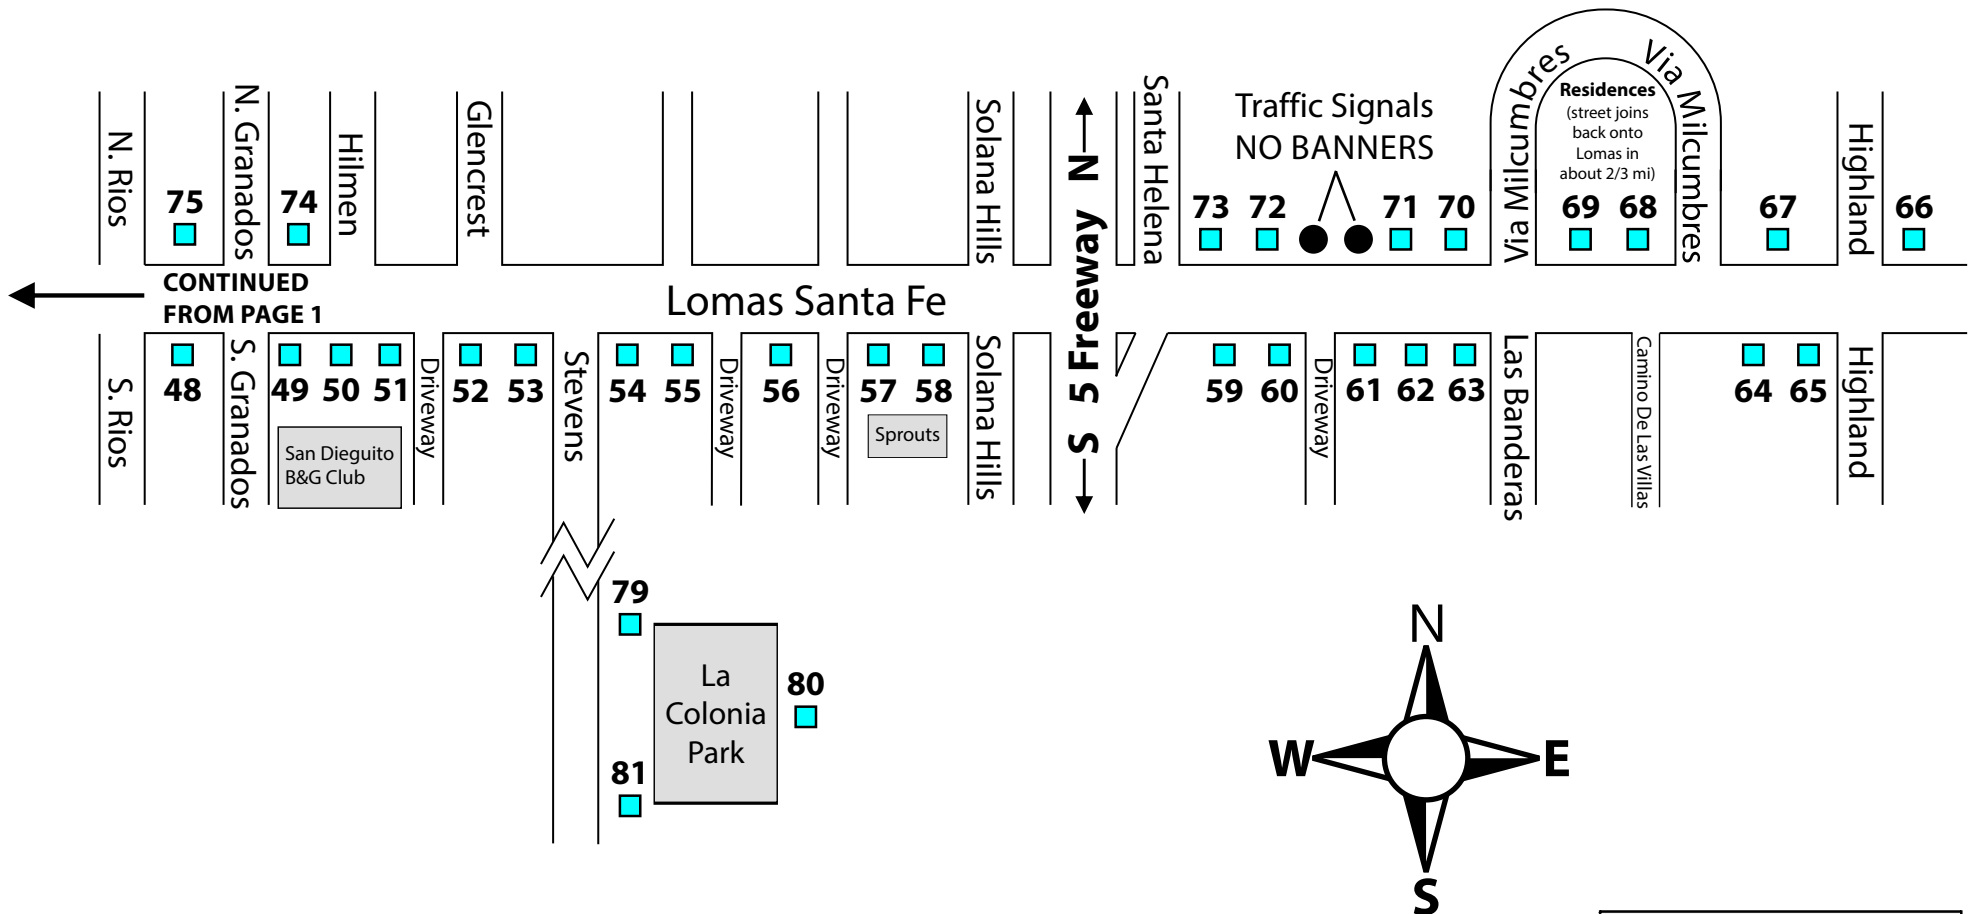 N. Rios
N. Granados
Hilmen
Glencrest
Solana Hills
S 5 Freeway N
Santa Helena
Traffic Signals
NO BANNERS
Via Milcumbres
Via Milcumbres
Via Milcumbres
Residences
(street joins
back onto
Lomas in
about 2/3 mi)
Highland
75
74
73
72
71
70
69
68
67
66
CONTINUED
FROM PAGE 1
Lomas Santa Fe
S. Rios
48
S. Granados
49
50
51
Driveway
52
53
Stevens
54
55
Driveway
56
Driveway
57
58
Solana Hills
59
60
Driveway
61
62
63
Las Banderas
Camino De Las Villas
64
65
Highland
San Dieguito
B&G Club
Sprouts
79
La
Colonia
Park
80
81
N
W
E
S